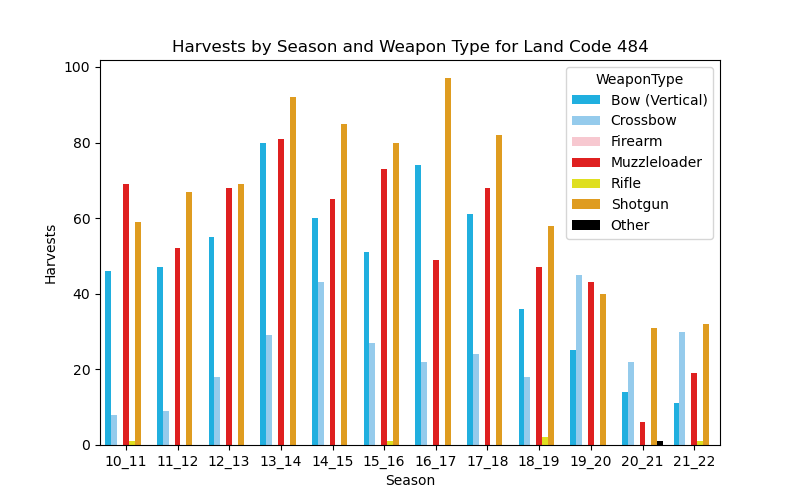 Harvests by Season and Weapon Type for Land Code 484
100
80
60
40
20
0
Harvests
WeaponType
Bow (Vertical)
Crossbow
Firearm
Muzzleloader
Rifle
Shotgun
Other
10_11 11_12 12_13 13_14 14_15 15_16 16_17 17_18 18_19 19_20 20_21 21_22
Season